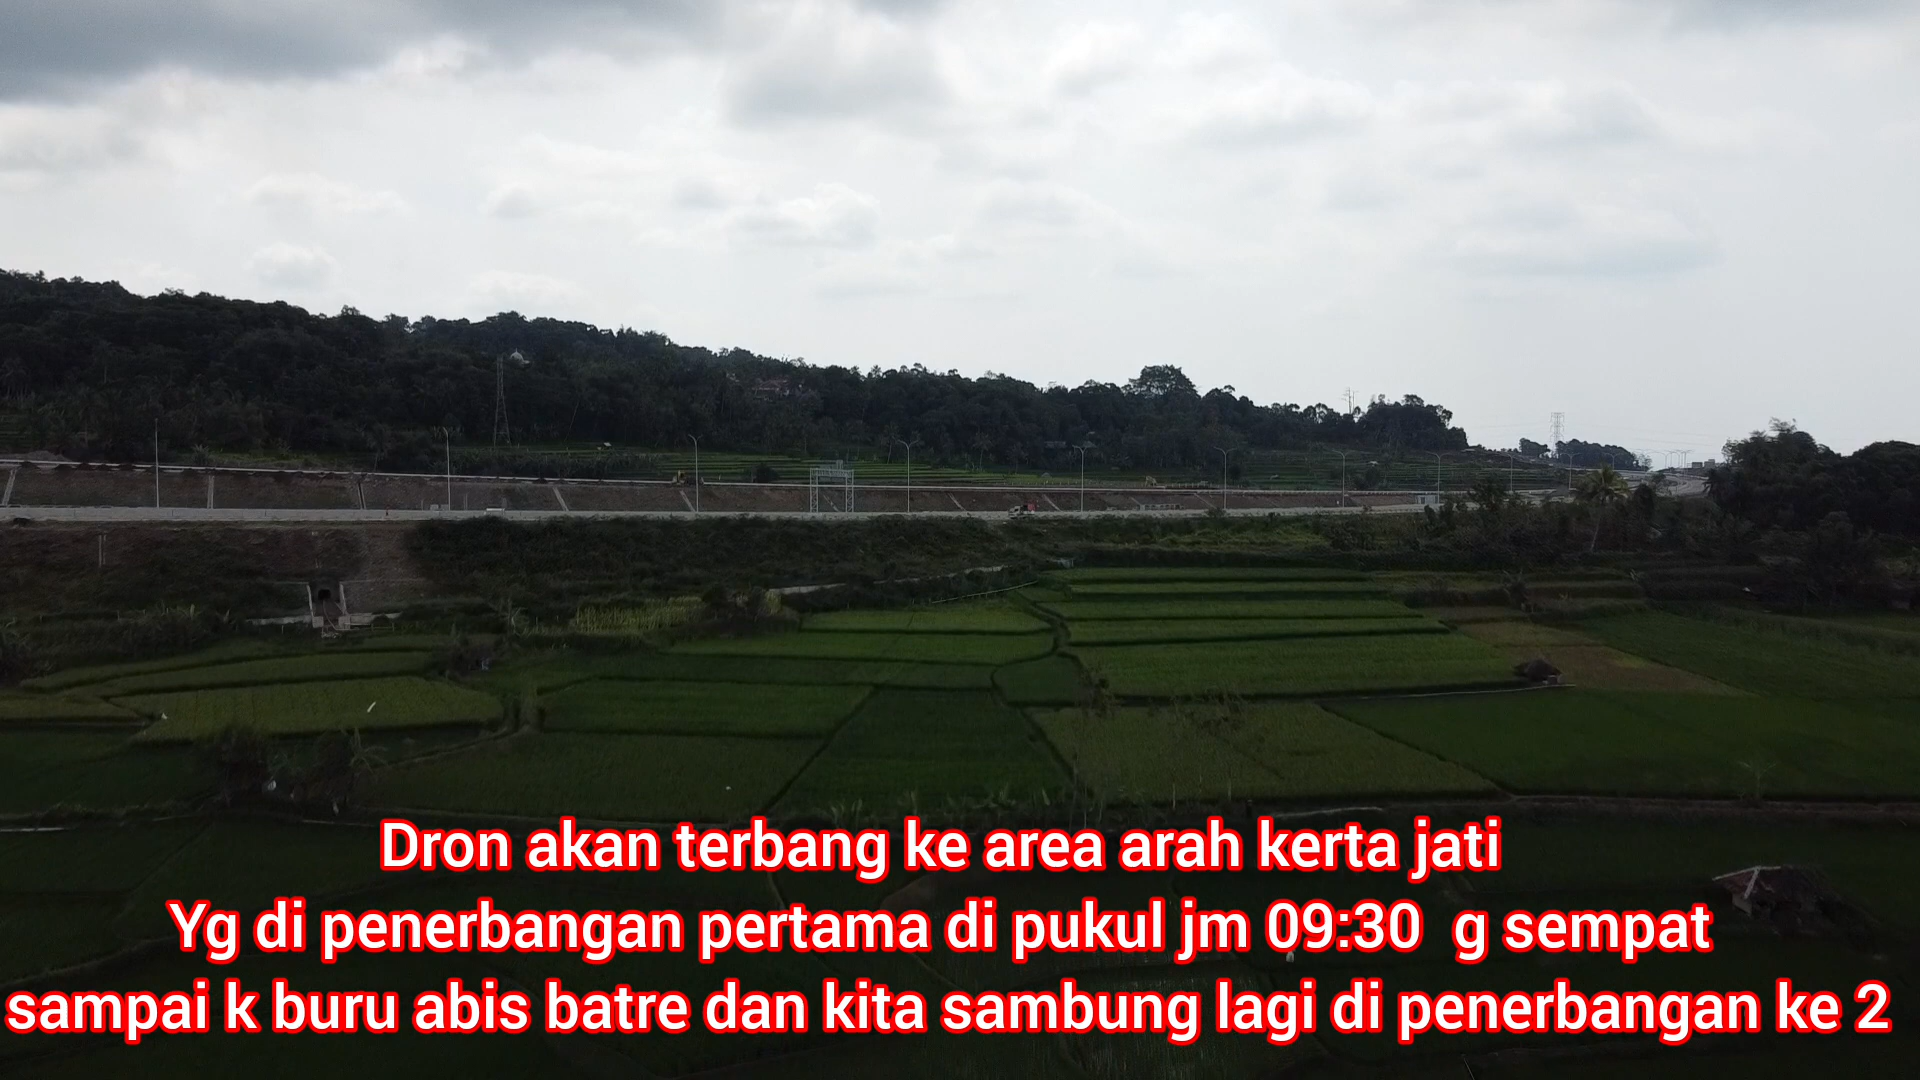 Dron akan terbang ke area arah kerta jati
Yg di penerbangan pertama di pukul jm 09:30 g sempat
sampai k buru abis batre dan kita sambung lagi di penerbangan ke 2